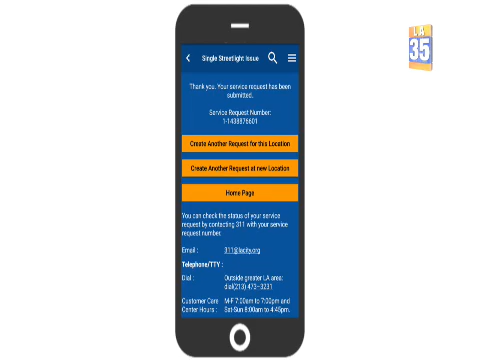 LA
35
Single Streetlight Issue
Thank you. Your service request has been
submitted.
Service Request Number:
1-1438876601
Create Another Request for this Location
Create Another Request at new Location
Home Page
You can check the status of your service
request by contacting 311 with your service
request number.
Email : 311@lacity.org
Telephone/TTY :
Dial : Outside greater LA area:
dial(213) 473–3231
Customer Care M-F 7:00am to 7:00pm and
Center Hours : Sat-Sun 8:00am to 4:45pm.